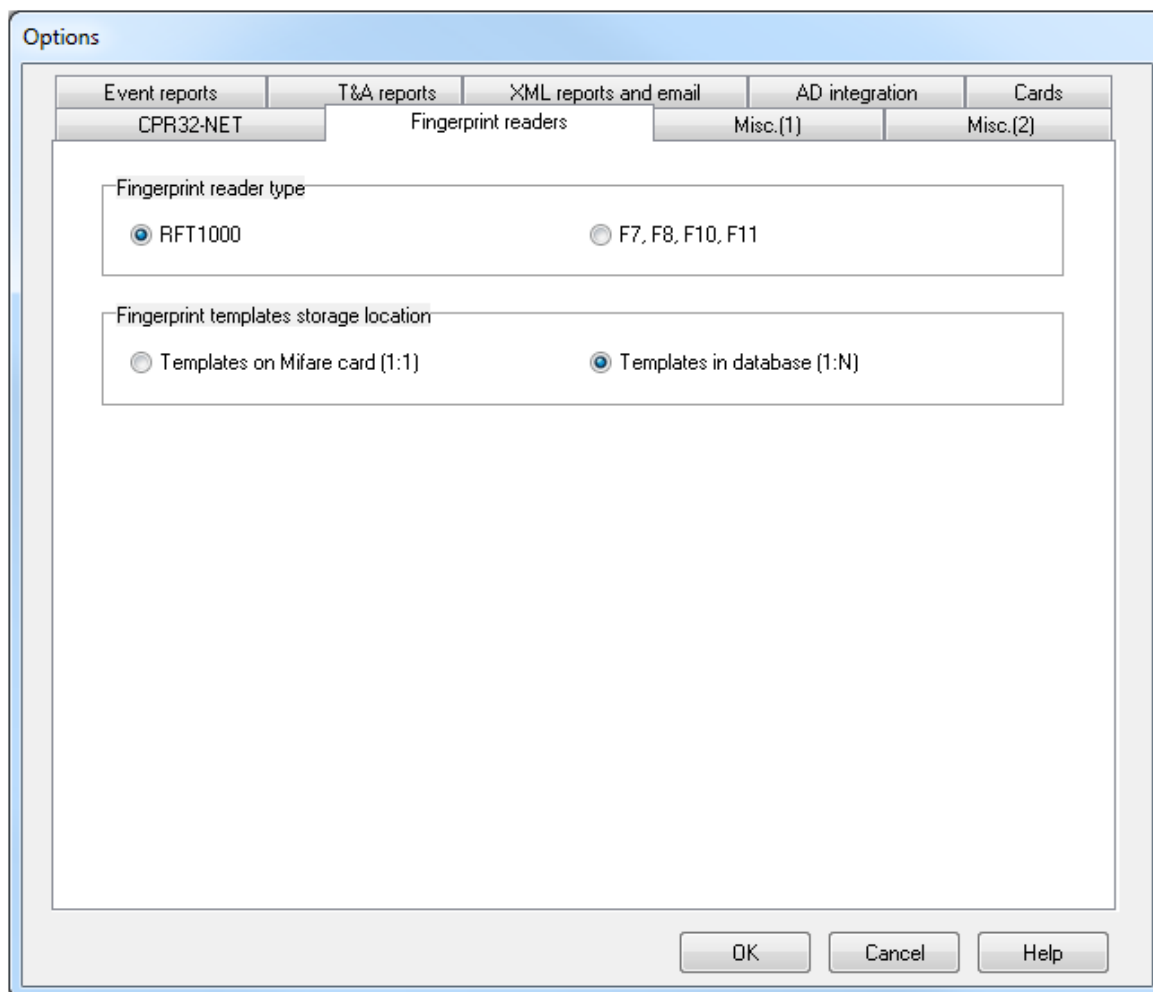 Options
Event reports T&A reports XML reports and email AD integration Cards
CPR32-NET Fingerprint readers Misc.(1) Misc.(2)
Fingerprint reader type
RFT1000 F7, F8, F10, F11
Fingerprint templates storage location
Templates on Mifare card (1:1) Templates in database (1:N)
OK Cancel Help